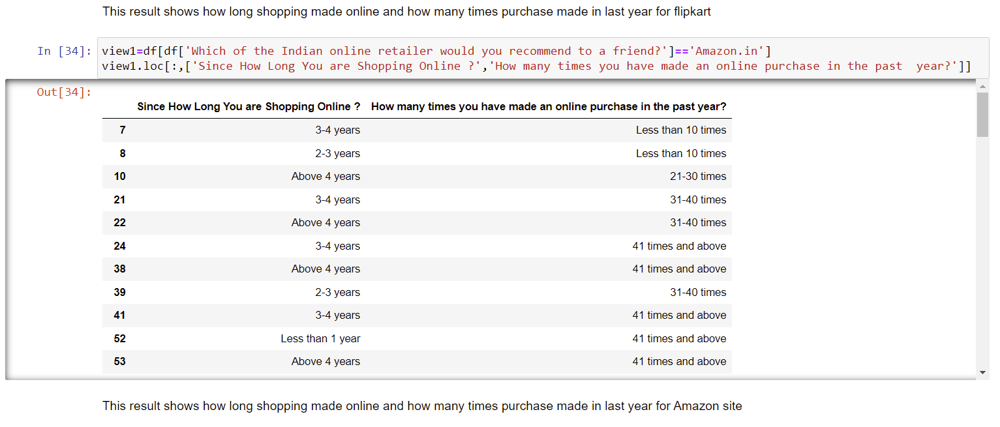 This result shows how long shopping made online and how many times purchase made in last year for flipkart
In [34]: view1=df[df['Which of the Indian online retailer would you recommend to a friend?']=='Amazon.in']
view1.loc[:,['Since How Long You are Shopping Online ?','How many times you have made an online purchase in the past  year?']]
Out[34]:
Since How Long You are Shopping Online ? How many times you have made an online purchase in the past year?
7 3-4 years Less than 10 times
8 2-3 years Less than 10 times
10 Above 4 years 21-30 times
21 3-4 years 31-40 times
22 Above 4 years 31-40 times
24 3-4 years 41 times and above
38 Above 4 years 41 times and above
39 2-3 years 31-40 times
41 3-4 years 41 times and above
52 Less than 1 year 41 times and above
53 Above 4 years 41 times and above
This result shows how long shopping made online and how many times purchase made in last year for Amazon site